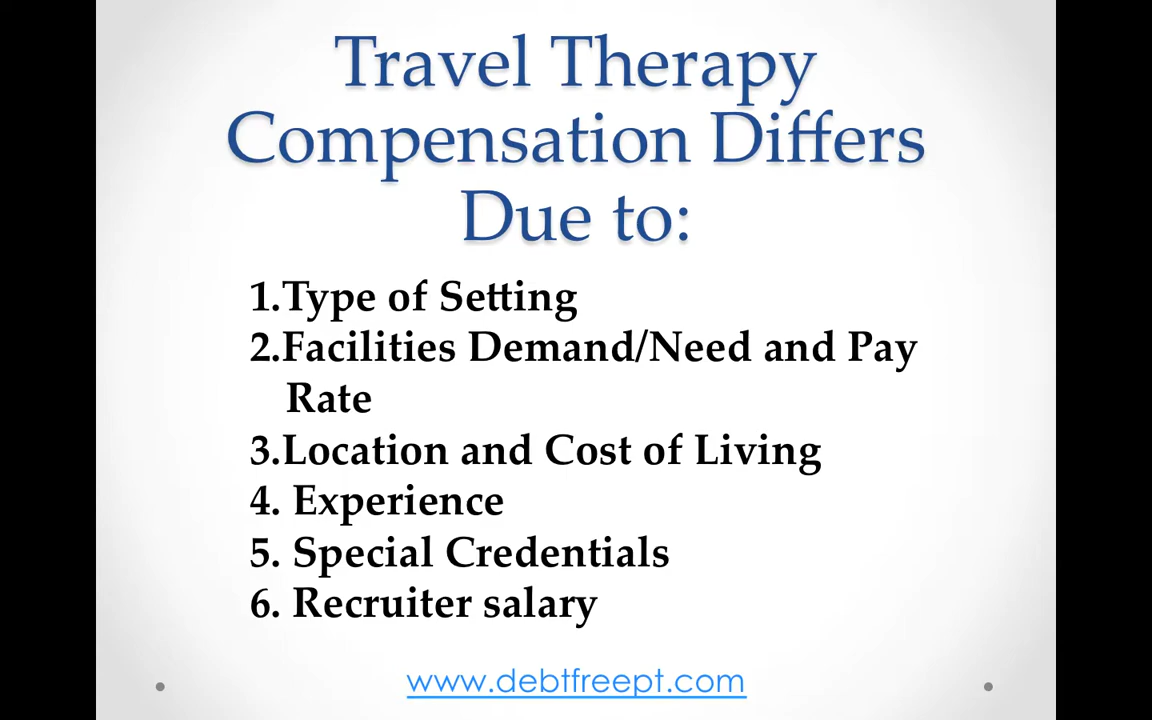 Travel Therapy
Compensation Differs
Due to:
1.Type of Setting
2.Facilities Demand/Need and Pay
Rate
3.Location and Cost of Living
4. Experience
5. Special Credentials
6. Recruiter salary
www.debtfreept.com